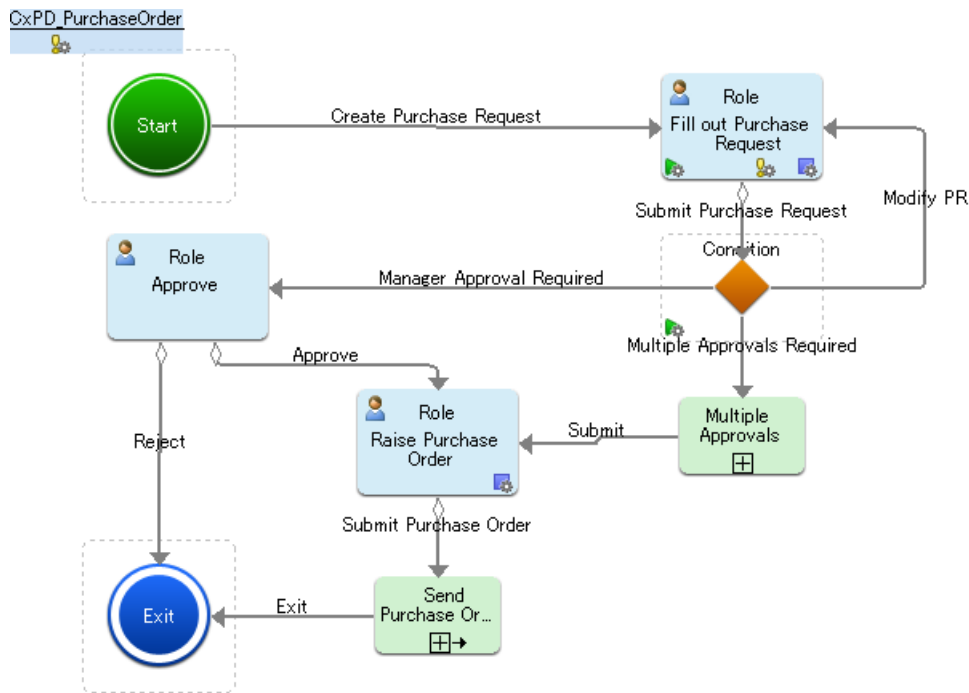 CxPD_PurchaseOrder
Start
Create Purchase Request
Role
Fill out Purchase
Request
Modify PR
Submit Purchase Request
Condition
Role
Approve
Manager Approval Required
Multiple Approvals Required
Approve
Role
Raise Purchase
Order
Submit
Multiple
Approvals
Reject
Submit Purchase Order
Send
Purchase Or...
Exit
Exit